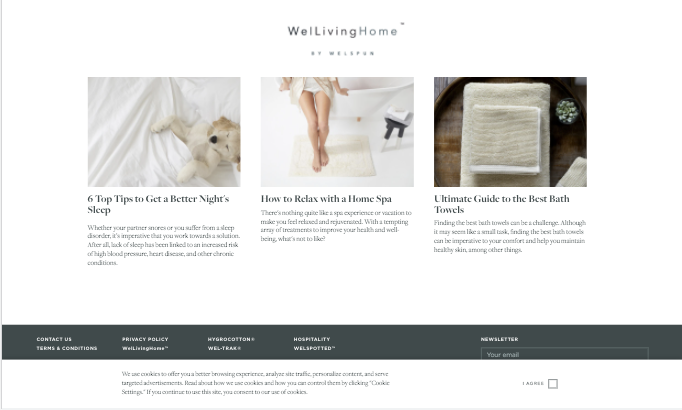 WelLivingHome™
BY WELSPUN
6 Top Tips to Get a Better Night's
Sleep
Whether your partner snores or you suffer from a sleep
disorder, it's imperative that you work towards a solution.
After all, lack of sleep has been linked to an increased risk
of high blood pressure, heart disease, and other chronic
conditions.
How to Relax with a Home Spa
There's nothing quite like a spa experience or vacation to
make you feel relaxed and rejuvenated. With a tempting
array of treatments to improve your health and well-
being, what's not to like?
Ultimate Guide to the Best Bath
Towels
Finding the best bath towels can be a challenge. Although
it may seem like a small task, finding the best bath towels
can be imperative to your comfort and help you maintain
healthy skin, among other things.
CONTACT US
TERMS & CONDITIONS
PRIVACY POLICY
WelLivingHome™
HYGROCOTTON®
WEL-TRAK®
HOSPITALITY
WELSPOTTED™
NEWSLETTER
Your email
We use cookies to offer you a better browsing experience, analyze site traffic, personalize content, and serve
targeted advertisements. Read about how we use cookies and how you can control them by clicking "Cookie
Settings." If you continue to use this site, you consent to our use of cookies.
I AGREE